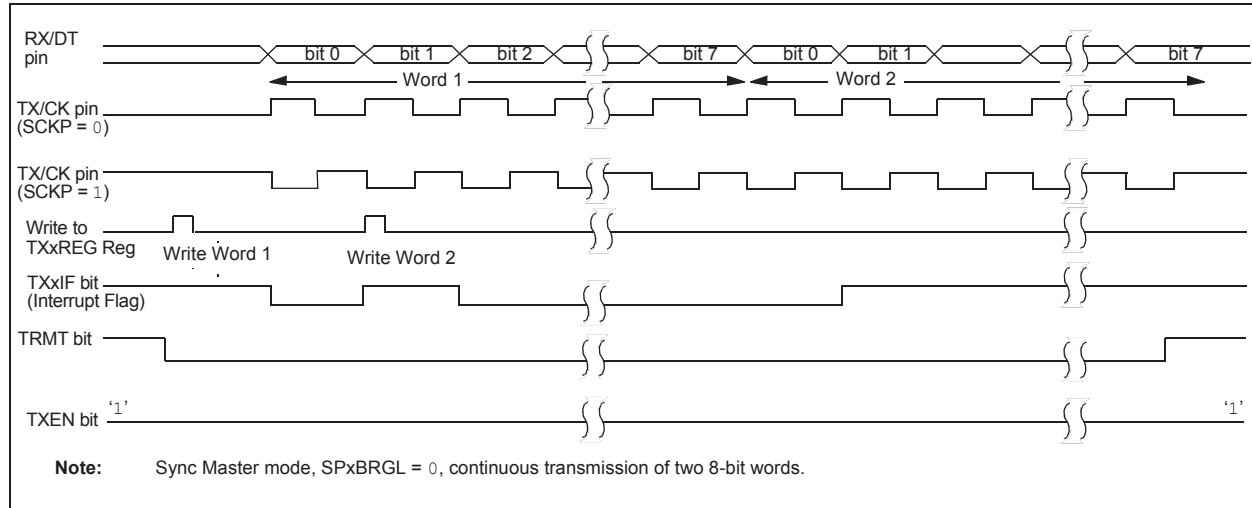 RX/DT
pin
bit 0 bit 1 bit 2 bit 7 bit 0 bit 1 bit 7
Word 1 Word 2
TX/CK pin
(SCKP = 0)
TX/CK pin
(SCKP = 1)
Write to
TXxREG Reg
Write Word 1 Write Word 2
TXxIF bit
(Interrupt Flag)
TRMT bit
TXEN bit ‘1’ ‘1’
Note: Sync Master mode, SPxBRGL = 0, continuous transmission of two 8-bit words.